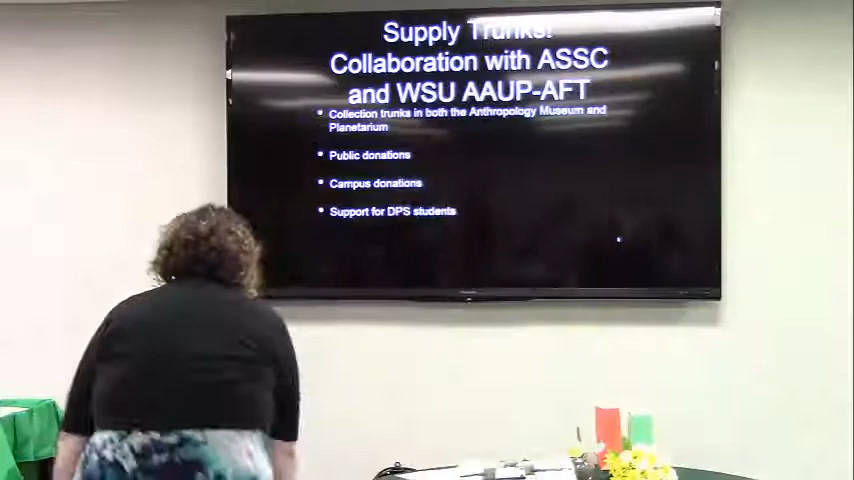 Supply Trunks!
Collaboration with ASSC
and WSU AAUP-AFT
• Collection trunks in both the Anthropology Museum and
Planetarium
• Public donations
• Campus donations
• Support for DPS students